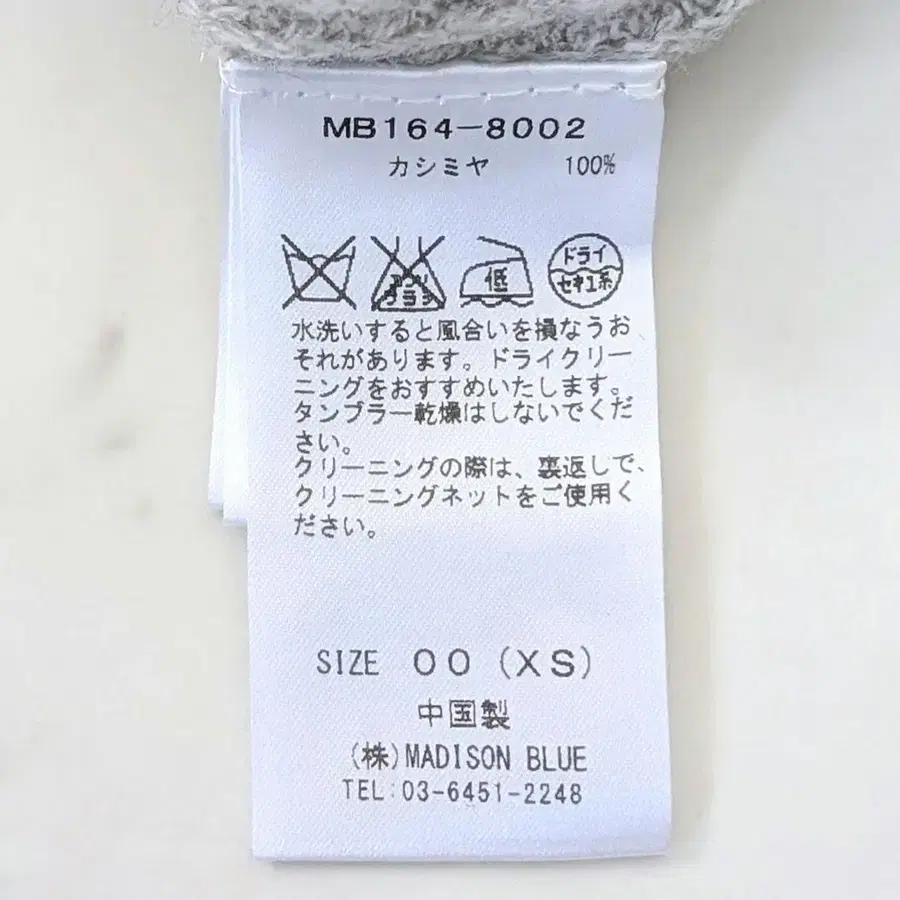 MB164-8002
カシミヤ 100%
エンソ
サラシ
低
ドライ
セキユ系
水洗いすると風合いを損なうお
それがあります。ドライクリー
ニングをおすすめいたします。
タンブラー乾燥はしないでくだ
さい。
クリーニングの際は、裏返しで、
クリーニングネットをご使用く
ださい。
SIZE 00 (XS)
中国製
(株)MADISON BLUE
TEL:03-6451-2248